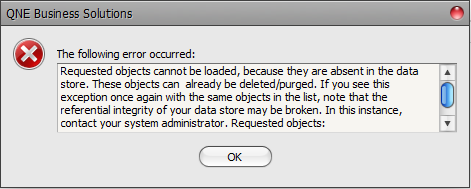 QNE Business Solutions
The following error occurred:
Requested objects cannot be loaded, because they are absent in the data
store. These objects can  already be deleted/purged. If you see this
exception once again with the same objects in the list, note that the
referential integrity of your data store may be broken. In this instance,
contact your system administrator. Requested objects:
OK